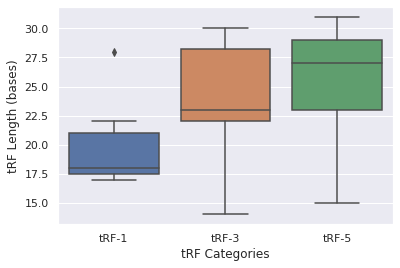 30.0
27.5
25.0
22.5
20.0
17.5
15.0
tRF Length (bases)
tRF-1
tRF-3
tRF-5
tRF Categories